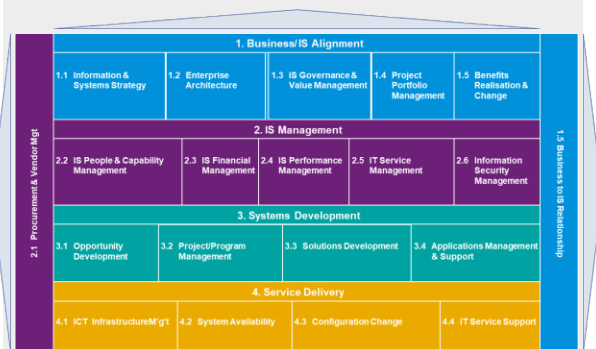 1. Business/IS Alignment
1.1 Information &
Systems Strategy
1.2 Enterprise
Architecture
1.3 IS Governance &
Value Management
1.4 Project
Portfolio
Management
1.5 Benefits
Realisation &
Change
2. IS Management
2.2 IS People & Capability
Management
2.3 IS Financial
Management
2.4 IS Performance
Management
2.5 IT Service
Management
2.6 Information
Security
Management
3. Systems Development
3.1 Opportunity
Development
3.2 Project/Program
Management
3.3 Solutions Development
3.4 Applications Management
& Support
4. Service Delivery
4.1 ICT Infrastructure M'g't
4.2 System Availability
4.3 Configuration Change
4.4 IT Service Support
2.1 Procurement & Vendor Mgt
1.5 Business to IS Relationship